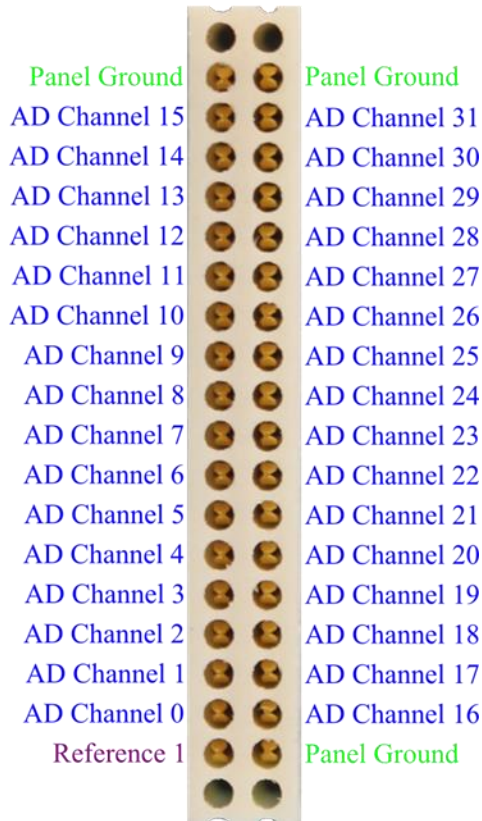 Panel Ground Panel Ground
AD Channel 15 AD Channel 31
AD Channel 14 AD Channel 30
AD Channel 13 AD Channel 29
AD Channel 12 AD Channel 28
AD Channel 11 AD Channel 27
AD Channel 10 AD Channel 26
AD Channel 9 AD Channel 25
AD Channel 8 AD Channel 24
AD Channel 7 AD Channel 23
AD Channel 6 AD Channel 22
AD Channel 5 AD Channel 21
AD Channel 4 AD Channel 20
AD Channel 3 AD Channel 19
AD Channel 2 AD Channel 18
AD Channel 1 AD Channel 17
AD Channel 0 AD Channel 16
Reference 1 Panel Ground